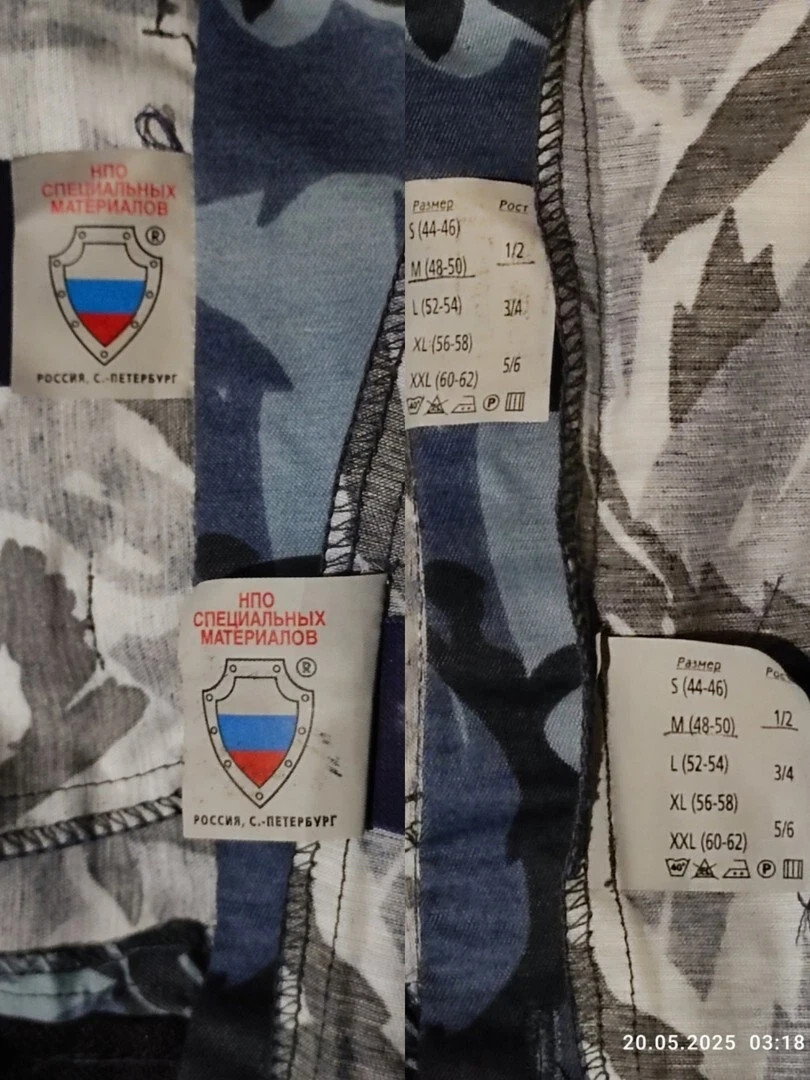 НПО
СПЕЦИАЛЬНЫХ
МАТЕРИАЛОВ
®
РОССИЯ, С.-ПЕТЕРБУРГ
НПО
СПЕЦИАЛЬНЫХ
МАТЕРИАЛОВ
®
РОССИЯ, С.-ПЕТЕРБУРГ
Размер Рост
S (44-46)
1/2
M (48-50)
L (52-54)
3/4
XL (56-58)
5/6
XXL (60-62)
40° P
Размер
S (44-46)
M (48-50) 1/2
L (52-54)
3/4
XL (56-58)
5/6
XXL (60-62)
40° P
20.05.2025 03:18